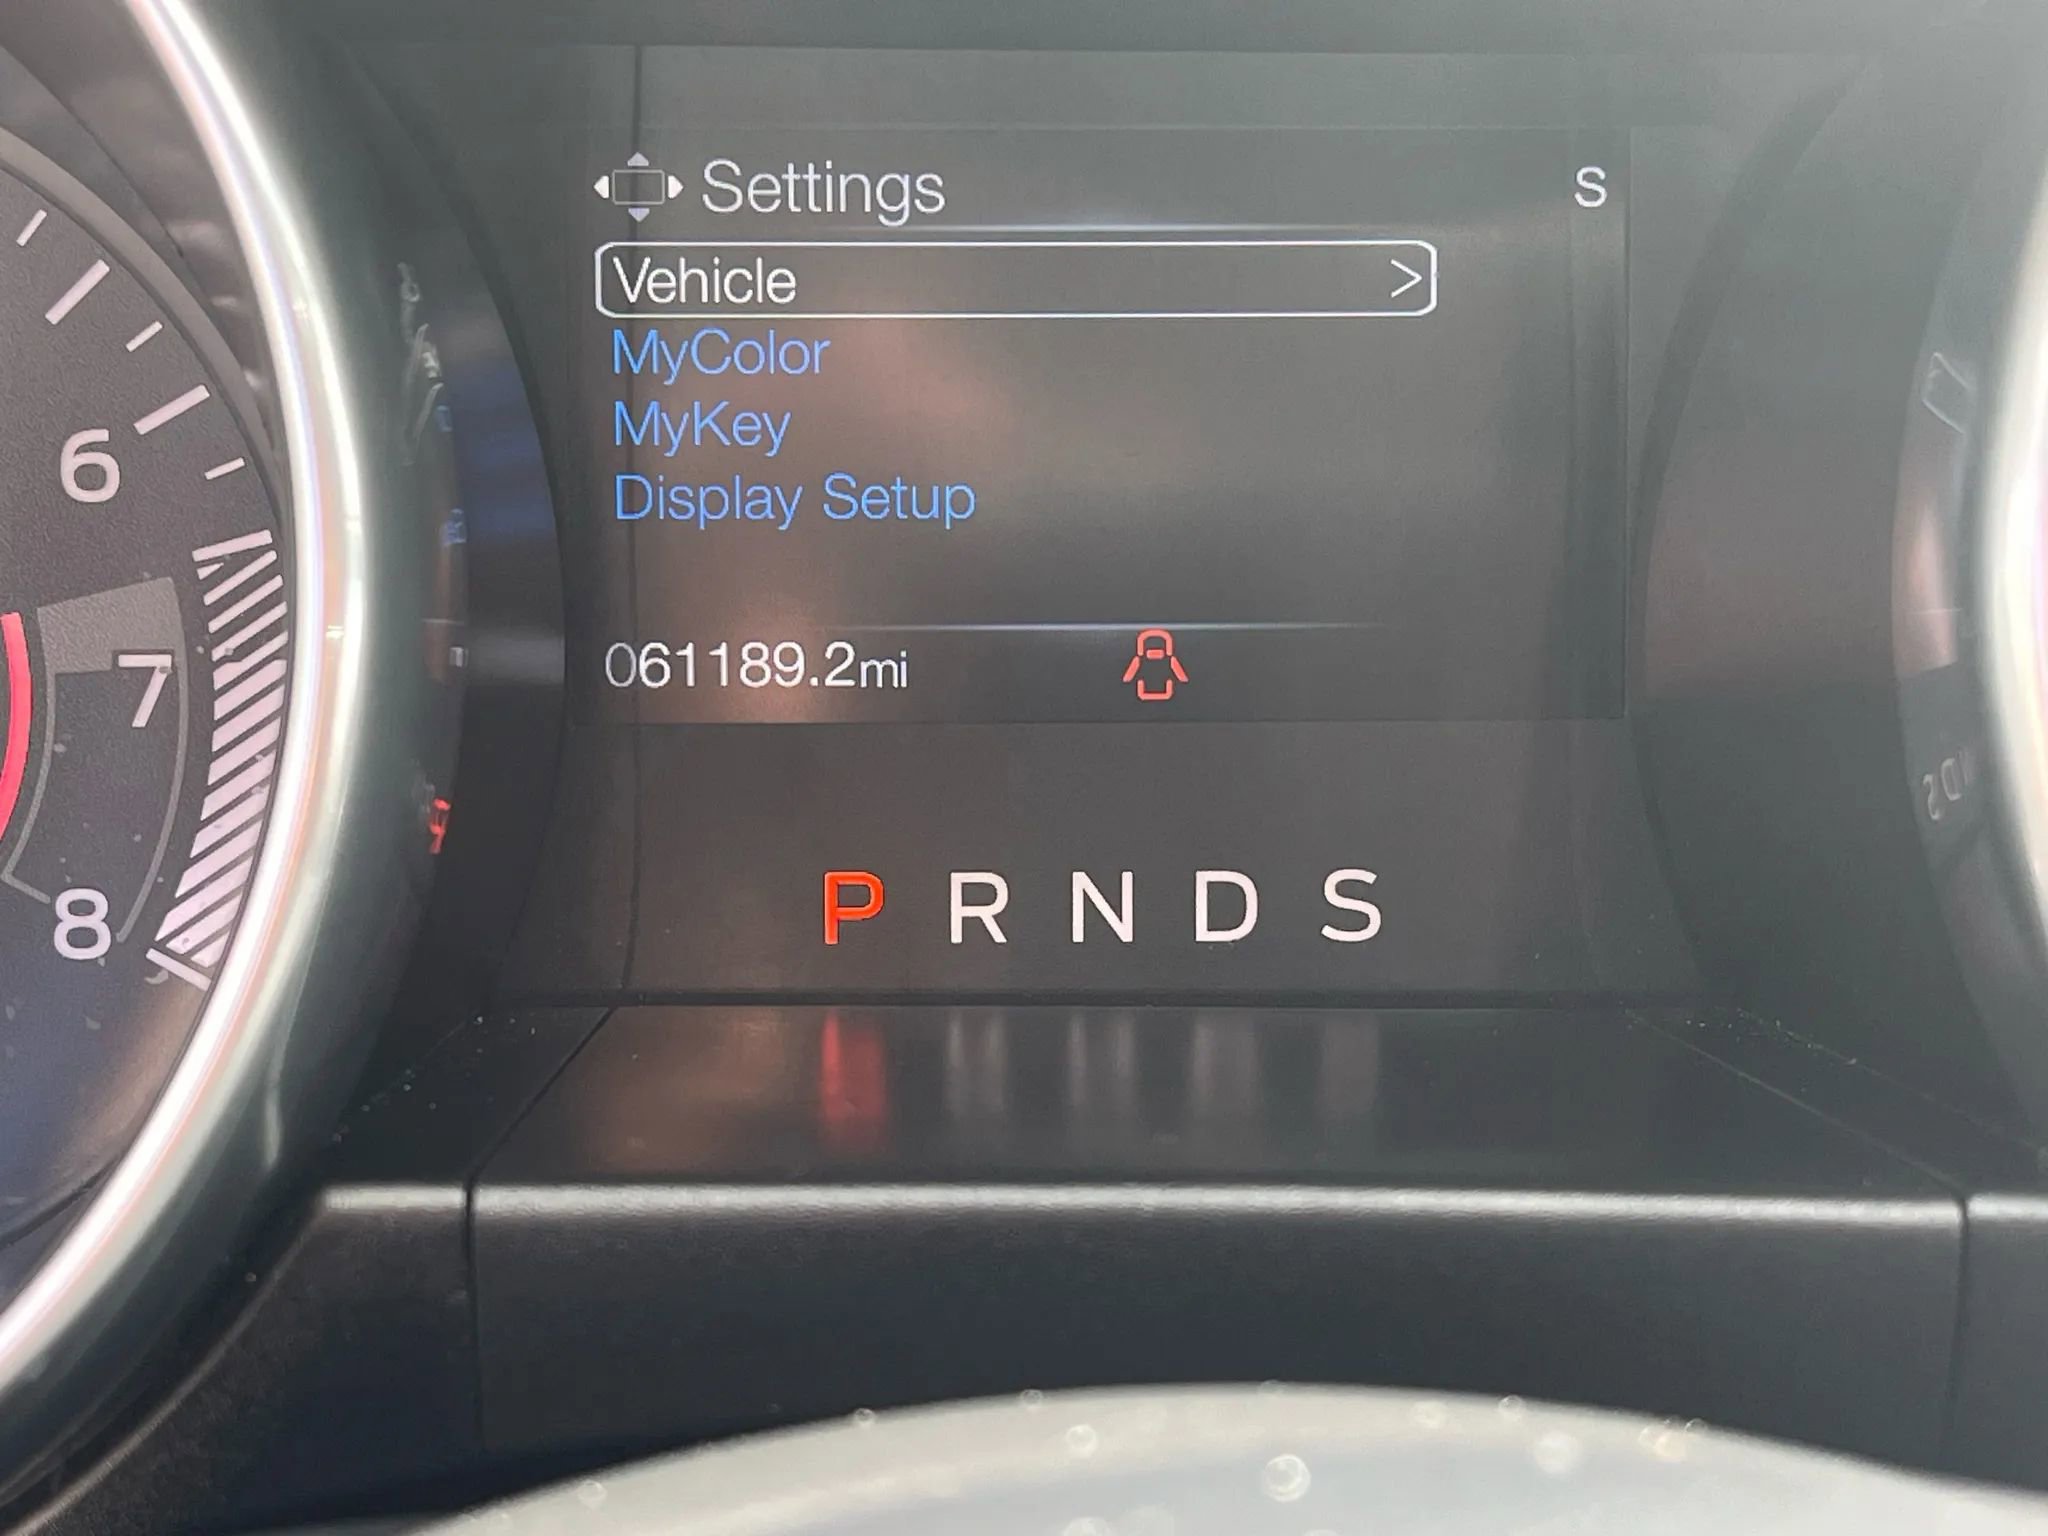 Settings S
Vehicle >
MyColor
MyKey
Display Setup
061189.2mi
P R N D S
6
7
8